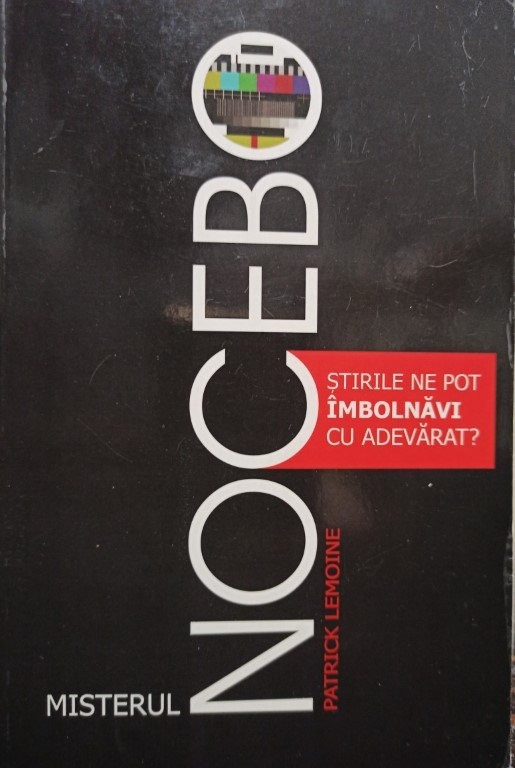 MISTERUL
NOCEBO
ȘTIRILE NE POT
ÎMBOLNĂVI
CU ADEVĂRAT?
PATRICK LEMOINE